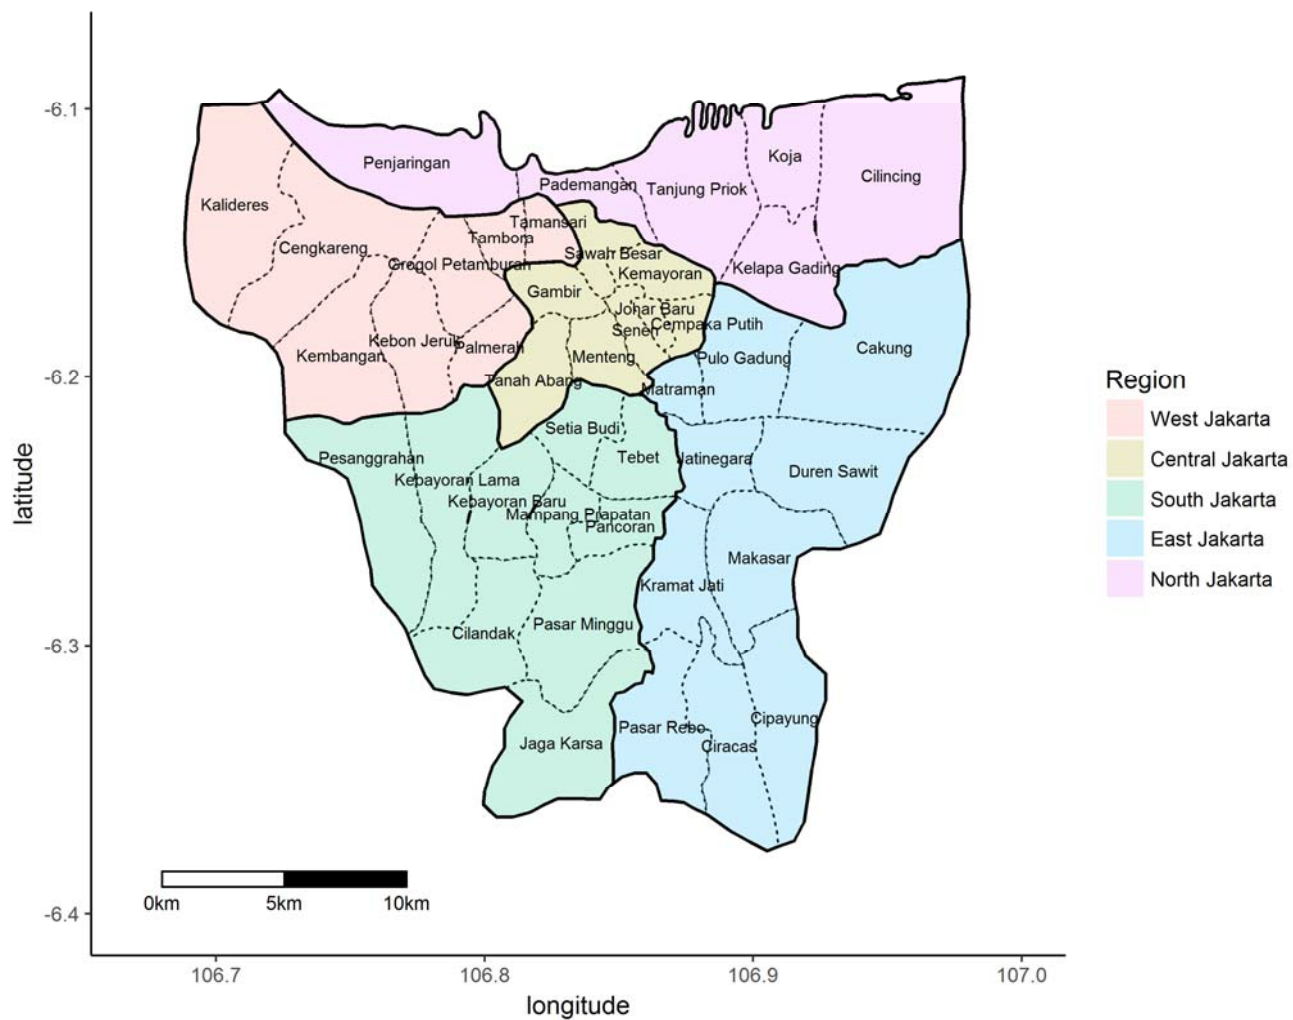 -6.1
-6.2
-6.3
-6.4
latitude
Penjaringan
Koja
Cilincing
Pademangan
Tanjung Priok
Kalideres
Tamansari
Tambora
Cengkareng
Sawah Besar
Grogol Petamburan
Kemayoran
Kelapa Gading
Gambir
Johar Baru
Cempaka Putih
Senen
Kebon Jeruk
Palmerah
Kembangan
Menteng
Pulo Gadung
Cakung
Tanah Abang
Matraman
Setia Budi
Pesanggrahan
Tebet
Jatinegara
Duren Sawit
Kebayoran Lama
Kebayoran Baru
Mampang Prapatan
Pancoran
Makasar
Kramat Jati
Cilandak
Pasar Minggu
Cipayung
Pasar Rebo
Ciracas
Jaga Karsa
0km 5km 10km
106.7 106.8 106.9 107.0
longitude
Region
West Jakarta
Central Jakarta
South Jakarta
East Jakarta
North Jakarta